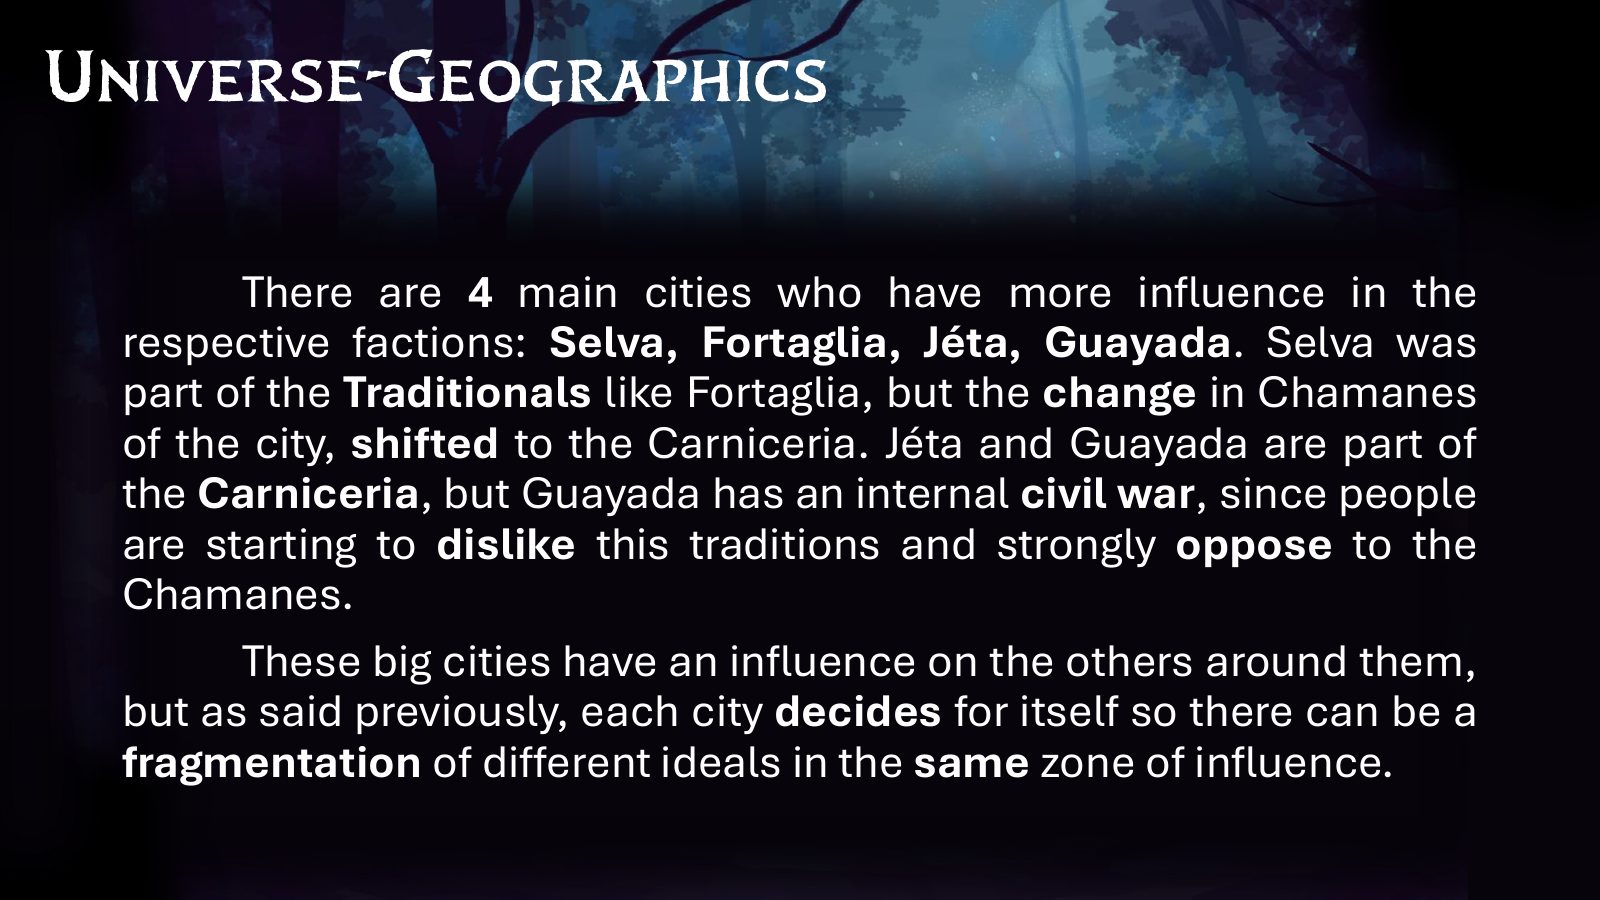 Universe-Geographics
There are 4 main cities who have more influence in the
respective factions: Selva, Fortaglia, Jéta, Guayada. Selva was
part of the Traditionals like Fortaglia, but the change in Chamanes
of the city, shifted to the Carniceria. Jéta and Guayada are part of
the Carniceria, but Guayada has an internal civil war, since people
are starting to dislike this traditions and strongly oppose to the
Chamanes.
These big cities have an influence on the others around them,
but as said previously, each city decides for itself so there can be a
fragmentation of different ideals in the same zone of influence.